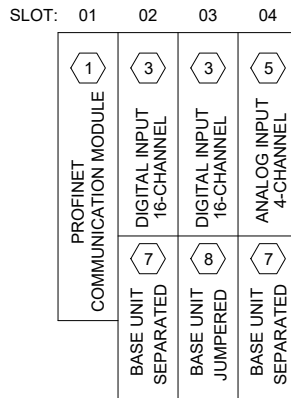 SLOT: 01 02 03 04
1
PROFINET
COMMUNICATION MODULE
3
DIGITAL INPUT
16-CHANNEL
3
DIGITAL INPUT
16-CHANNEL
5
ANALOG INPUT
4-CHANNEL
7
BASE UNIT
SEPARATED
8
BASE UNIT
JUMPERED
7
BASE UNIT
SEPARATED